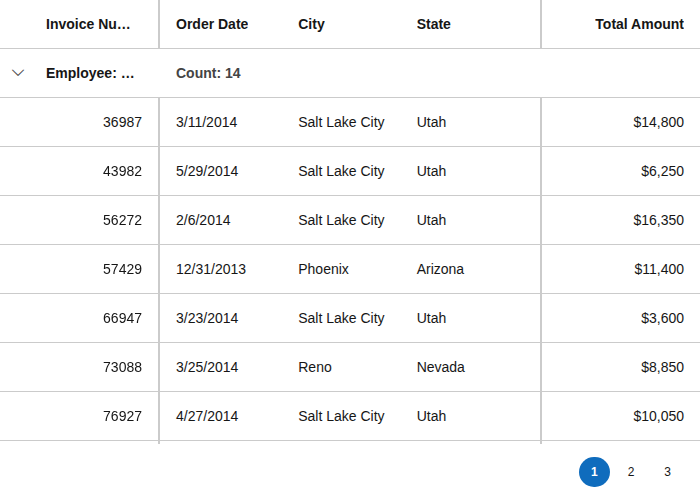 Invoice Nu... Order Date City State Total Amount
Employee: ... Count: 14
36987 3/11/2014 Salt Lake City Utah $14,800
43982 5/29/2014 Salt Lake City Utah $6,250
56272 2/6/2014 Salt Lake City Utah $16,350
57429 12/31/2013 Phoenix Arizona $11,400
66947 3/23/2014 Salt Lake City Utah $3,600
73088 3/25/2014 Reno Nevada $8,850
76927 4/27/2014 Salt Lake City Utah $10,050
1 2 3